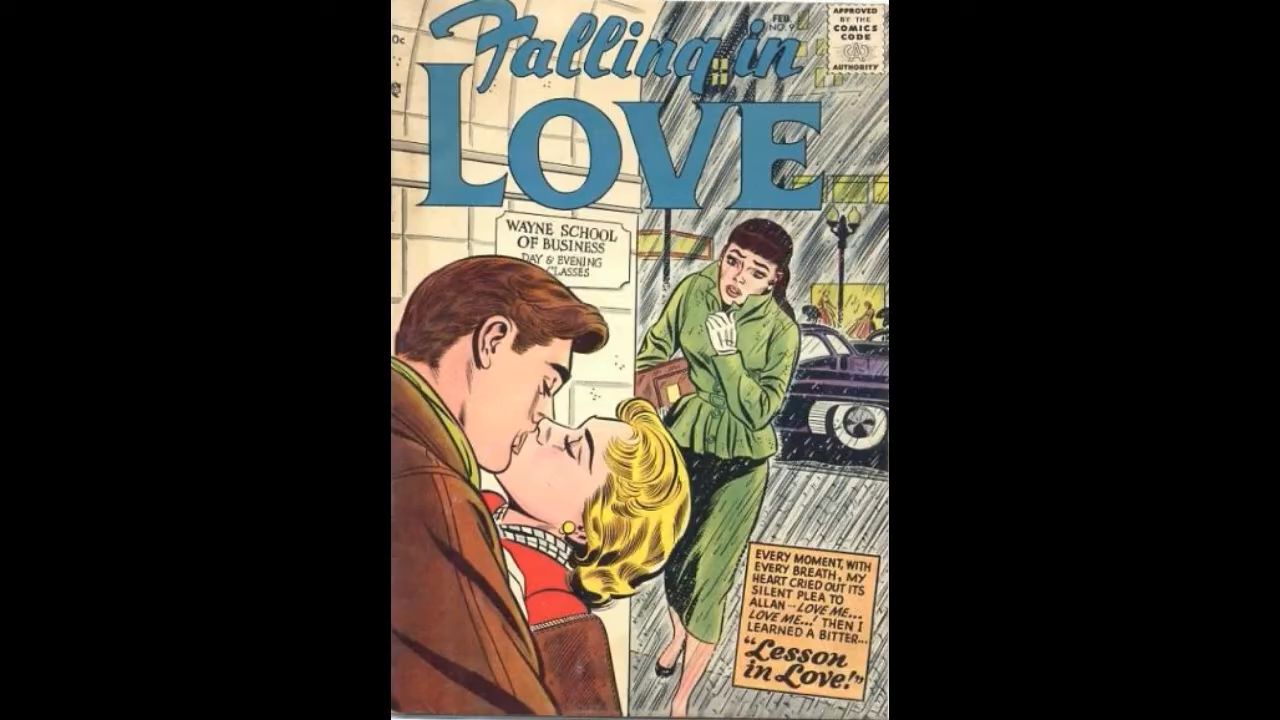 Falling in
LOVE
FEB.
NO. 9
APPROVED
BY THE
COMICS
CODE
AUTHORITY
WAYNE SCHOOL
OF BUSINESS
DAY & EVENING
CLASSES
EVERY MOMENT, WITH
EVERY BREATH, MY
HEART CRIED OUT ITS
SILENT PLEA TO
ALLAN -- LOVE ME...
LOVE ME...! THEN I
LEARNED A BITTER...
"Lesson
in Love!"